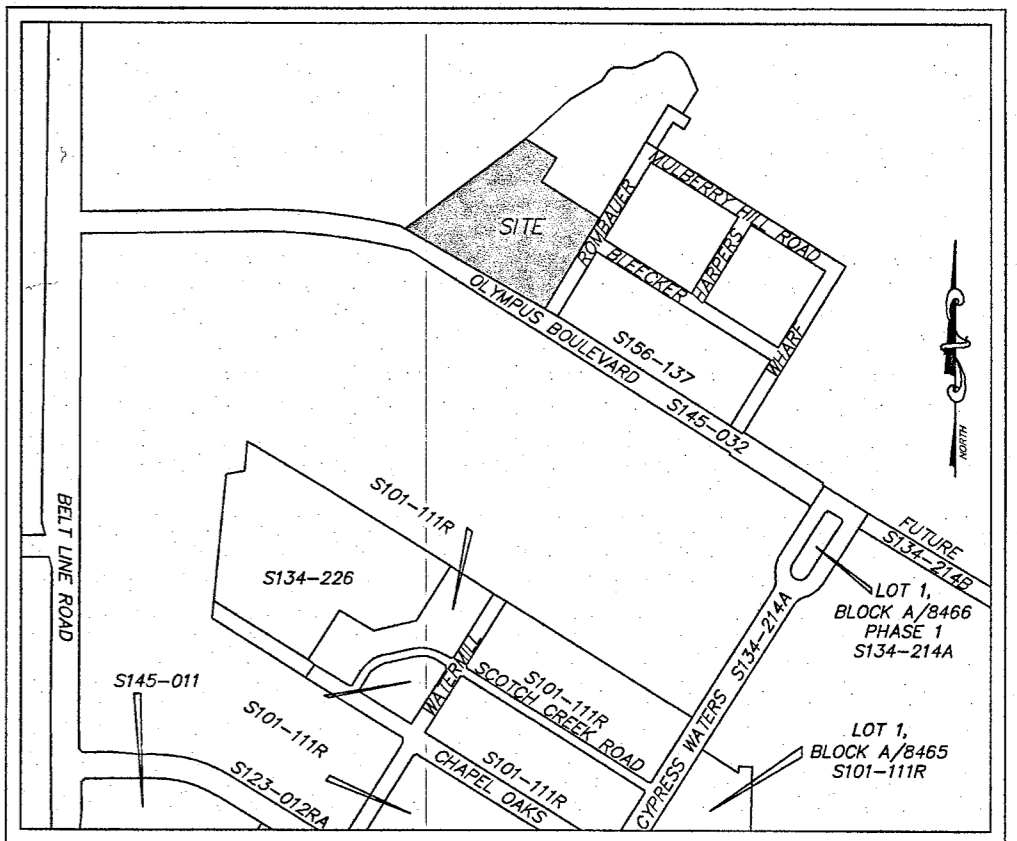 MULBERRY HILL ROAD
ROMBAUER
SITE
HARPERS
BLEECKER
OLYMPUS BOULEVARD
S156-137
WHARF
S145-032
NORTH
BELT LINE ROAD
S101-111R
FUTURE
S134-214B
S134-226
LOT 1,
BLOCK A/8466
PHASE 1
S134-214A
CYPRESS WATERS S134-214A
WATERMILL
S101-111R
SCOTCH CREEK ROAD
S145-011
S101-111R
LOT 1,
BLOCK A/8465
S101-111R
S123-012RA
CHAPEL OAKS
S101-111R